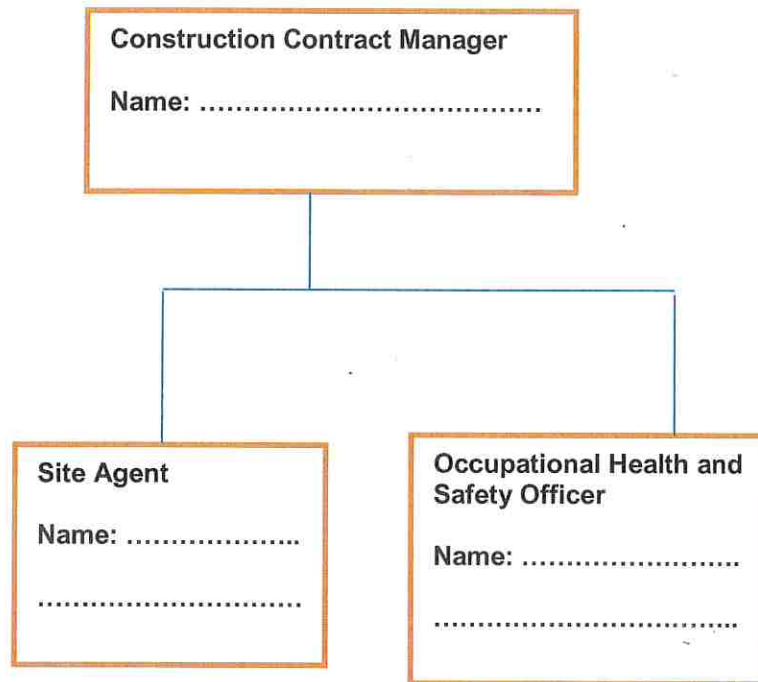 Construction Contract Manager
Name: .......................................
Site Agent
Name: ....................
..............................
Occupational Health and
Safety Officer
Name: .........................
...................................